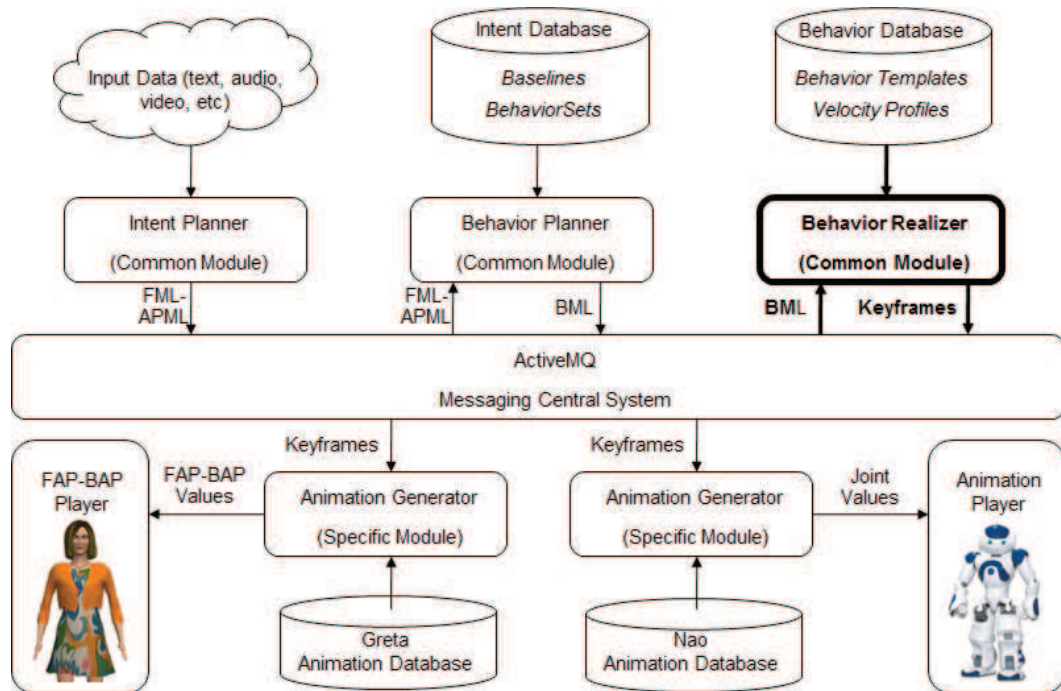 Input Data (text, audio,
video, etc)
Intent Database
Baselines
BehaviorSets
Behavior Database
Behavior Templates
Velocity Profiles
Intent Planner
(Common Module)
Behavior Planner
(Common Module)
Behavior Realizer
(Common Module)
FML-
APML
FML-
APML
BML
BML
Keyframes
ActiveMQ
Messaging Central System
Keyframes
Keyframes
FAP-BAP
Player
FAP-BAP
Values
Animation Generator
(Specific Module)
Animation Generator
(Specific Module)
Joint
Values
Animation
Player
Greta
Animation Database
Nao
Animation Database